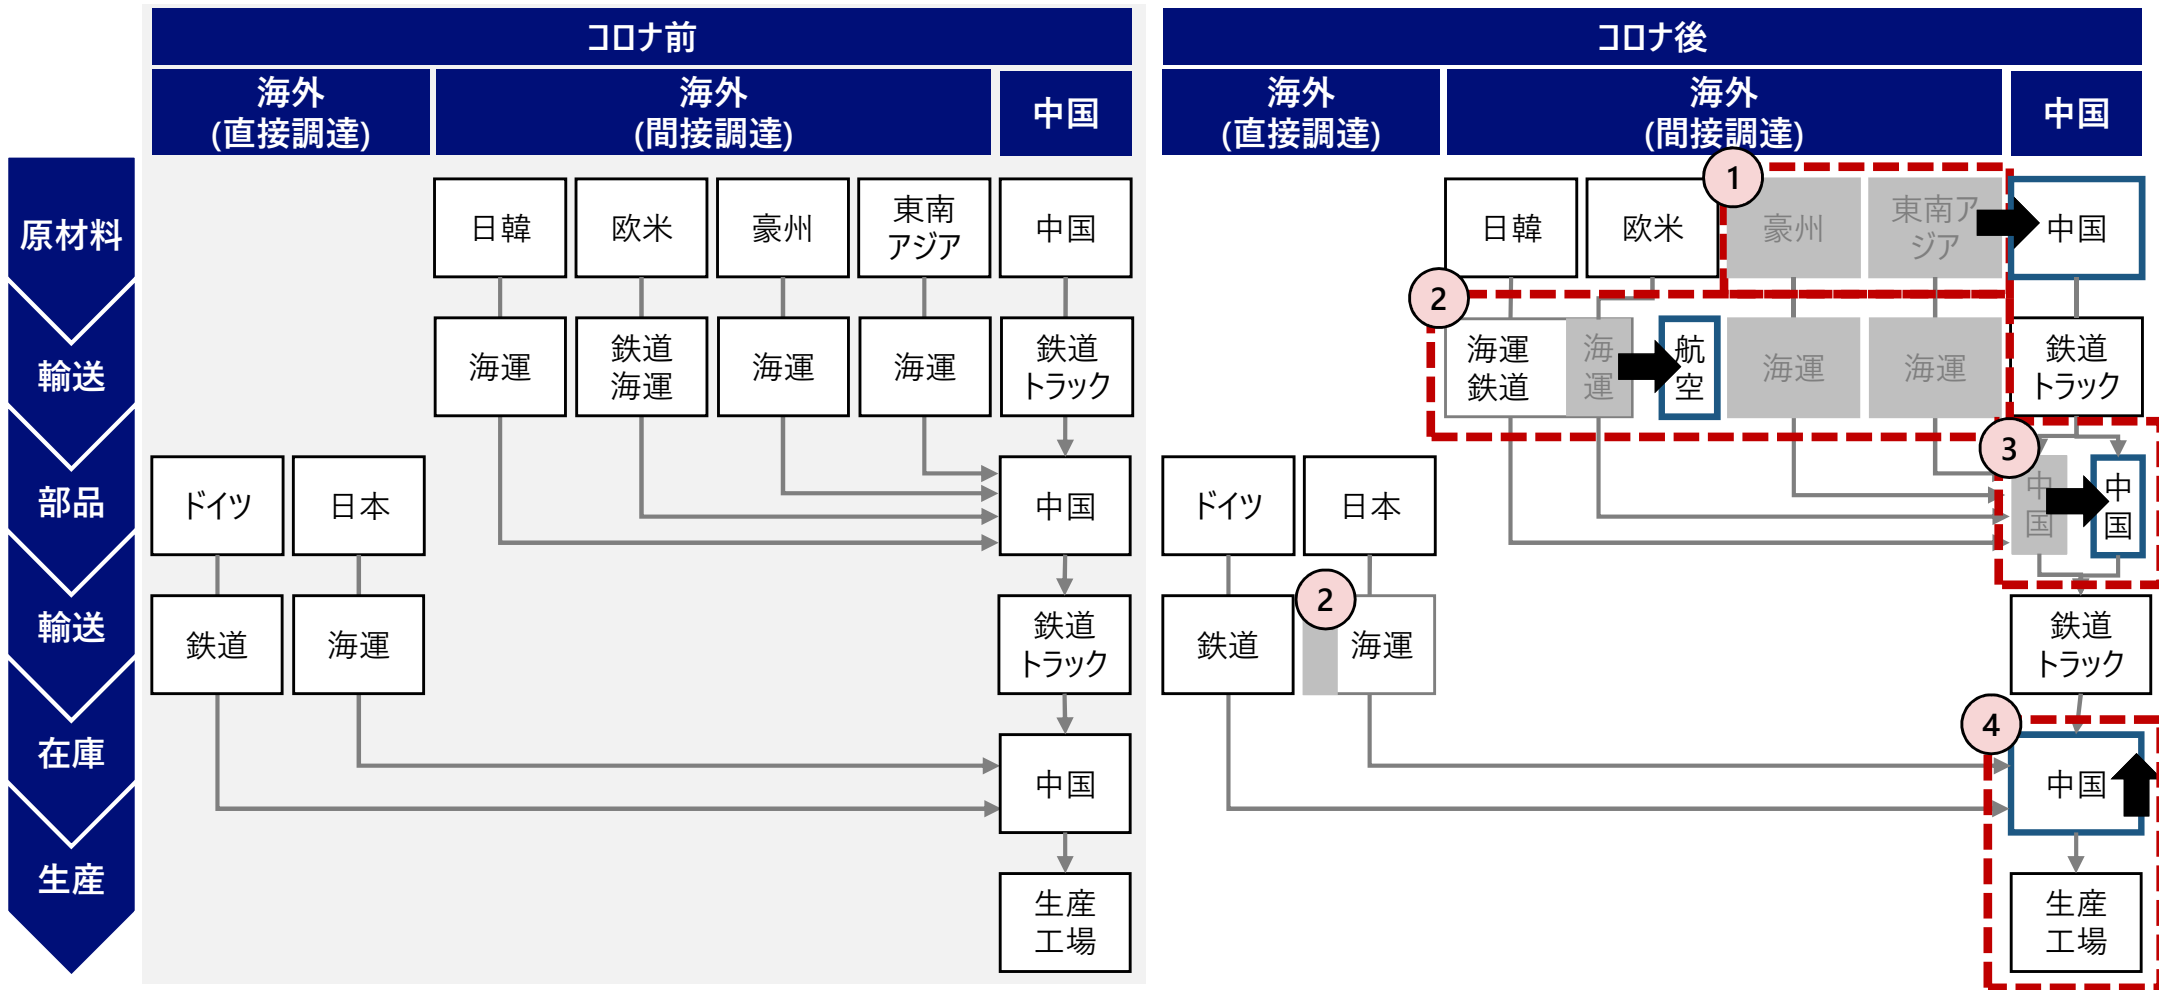 コロナ前
コロナ後
海外
(直接調達)
海外
(間接調達)
中国
海外
(直接調達)
海外
(間接調達)
中国
原材料
日韓
欧米
豪州
東南
アジア
中国
日韓
欧米
1
豪州
東南ア
ジア
中国
輸送
海運
鉄道
海運
海運
海運
鉄道
トラック
2
海運
鉄道
海
運
航
空
海運
海運
鉄道
トラック
部品
ドイツ
日本
中国
ドイツ
日本
3
中
国
中
国
輸送
鉄道
海運
鉄道
トラック
鉄道
2
海運
鉄道
トラック
在庫
中国
4
中国
生産
生産
工場
生産
工場